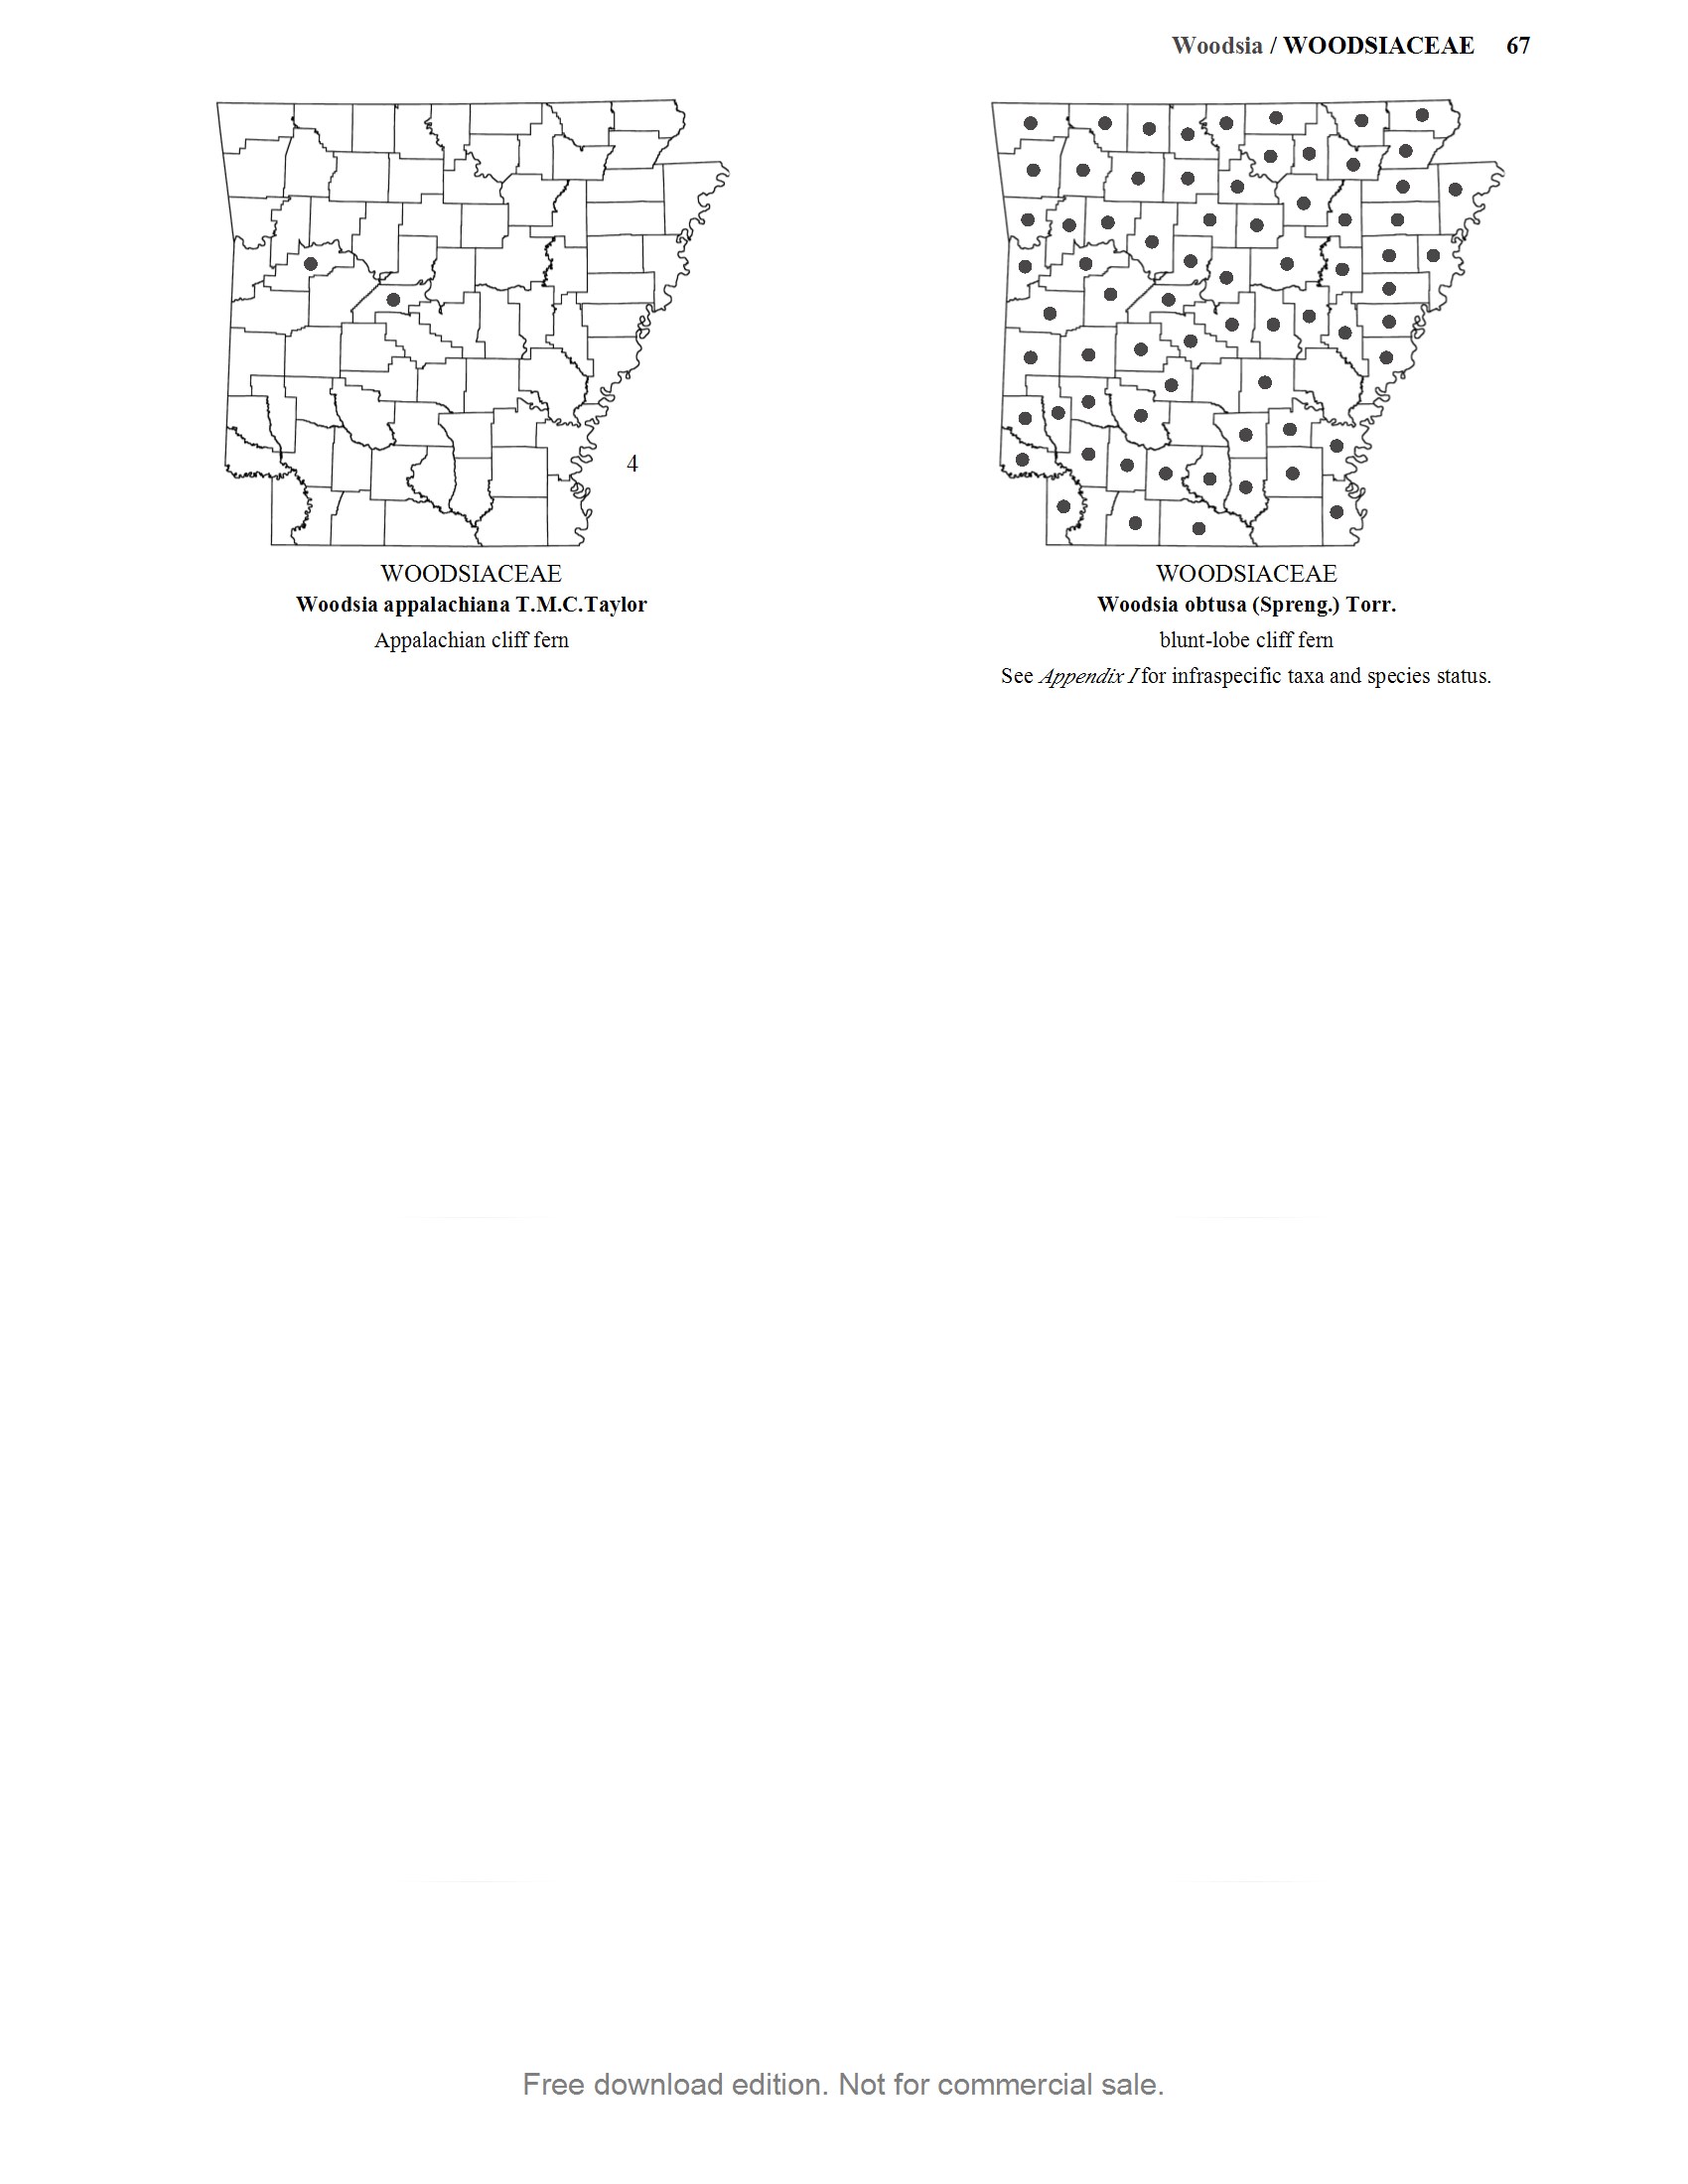 Woodsia / WOODSIACEAE 67
4
WOODSIACEAE
Woodsia appalachiana T.M.C.Taylor
Appalachian cliff fern
WOODSIACEAE
Woodsia obtusa (Spreng.) Torr.
blunt-lobe cliff fern
See Appendix I for infraspecific taxa and species status.
Free download edition. Not for commercial sale.